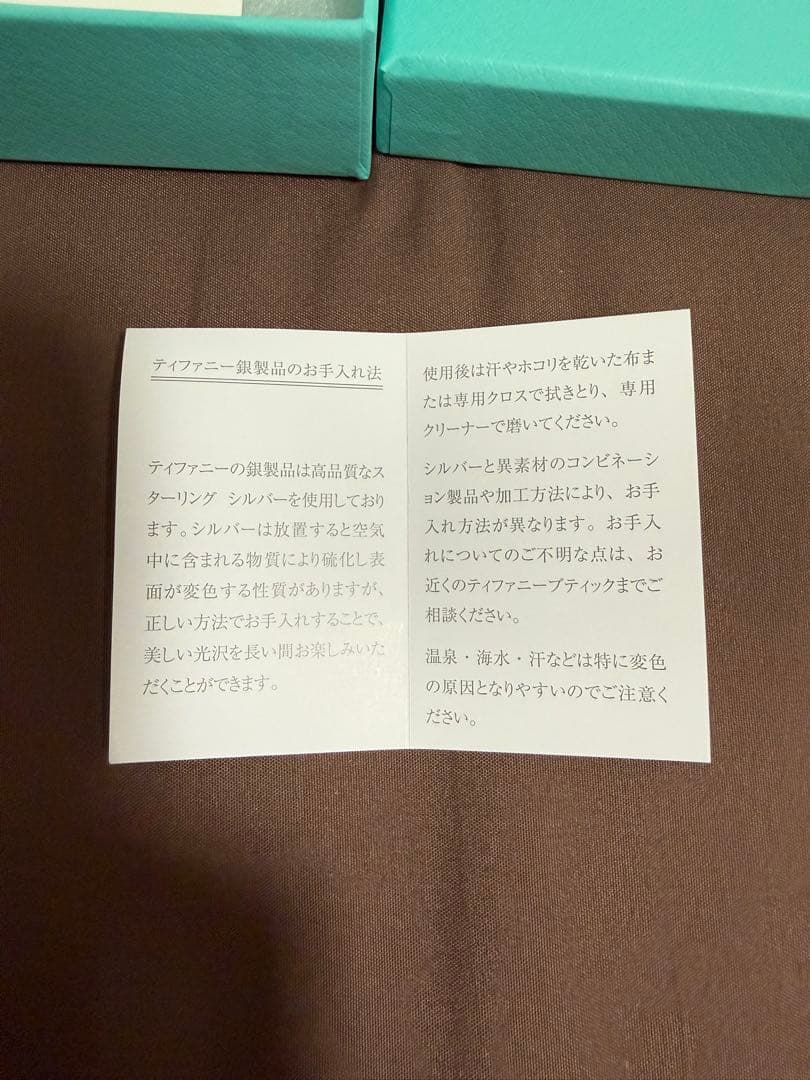 ティファニー銀製品のお手入れ法
ティファニーの銀製品は高品質なス
ターリング シルバーを使用しており
ます。シルバーは放置すると空気
中に含まれる物質により硫化し表
面が変色する性質がありますが、
正しい方法でお手入れすることで、
美しい光沢を長い間お楽しみいた
だくことができます。
使用後は汗やホコリを乾いた布ま
たは専用クロスで拭きとり、専用
クリーナーで磨いてください。
シルバーと異素材のコンビネーシ
ョン製品や加工方法により、お手
入れ方法が異なります。お手入
れについてのご不明な点は、お
近くのティファニーブティックまでご
相談ください。
温泉・海水・汗などは特に変色
の原因となりやすいのでご注意く
ださい。